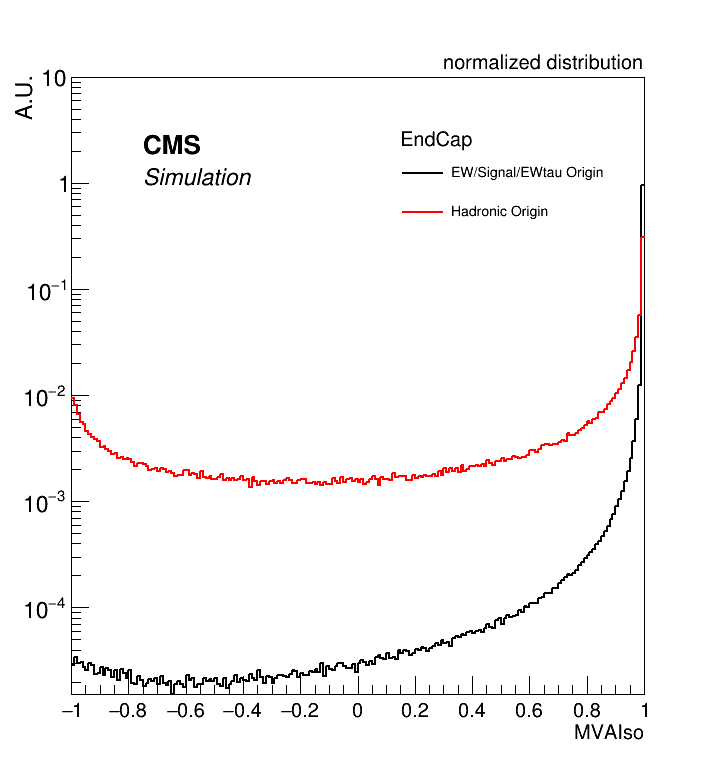 normalized distribution
A.U.
10
1
10⁻¹
10⁻²
10⁻³
10⁻⁴
CMS
Simulation
EndCap
EW/Signal/EWtau Origin
Hadronic Origin
−1 −0.8 −0.6 −0.4 −0.2 0 0.2 0.4 0.6 0.8 1
MVAIso